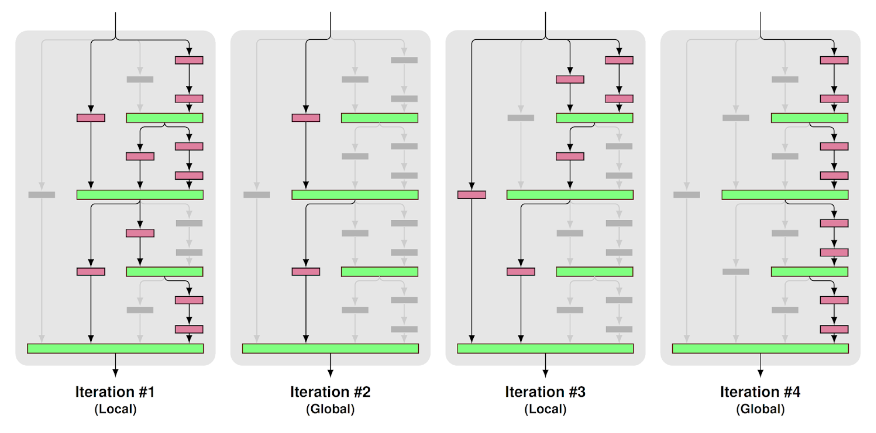 Iteration #1
(Local)
Iteration #2
(Global)
Iteration #3
(Local)
Iteration #4
(Global)